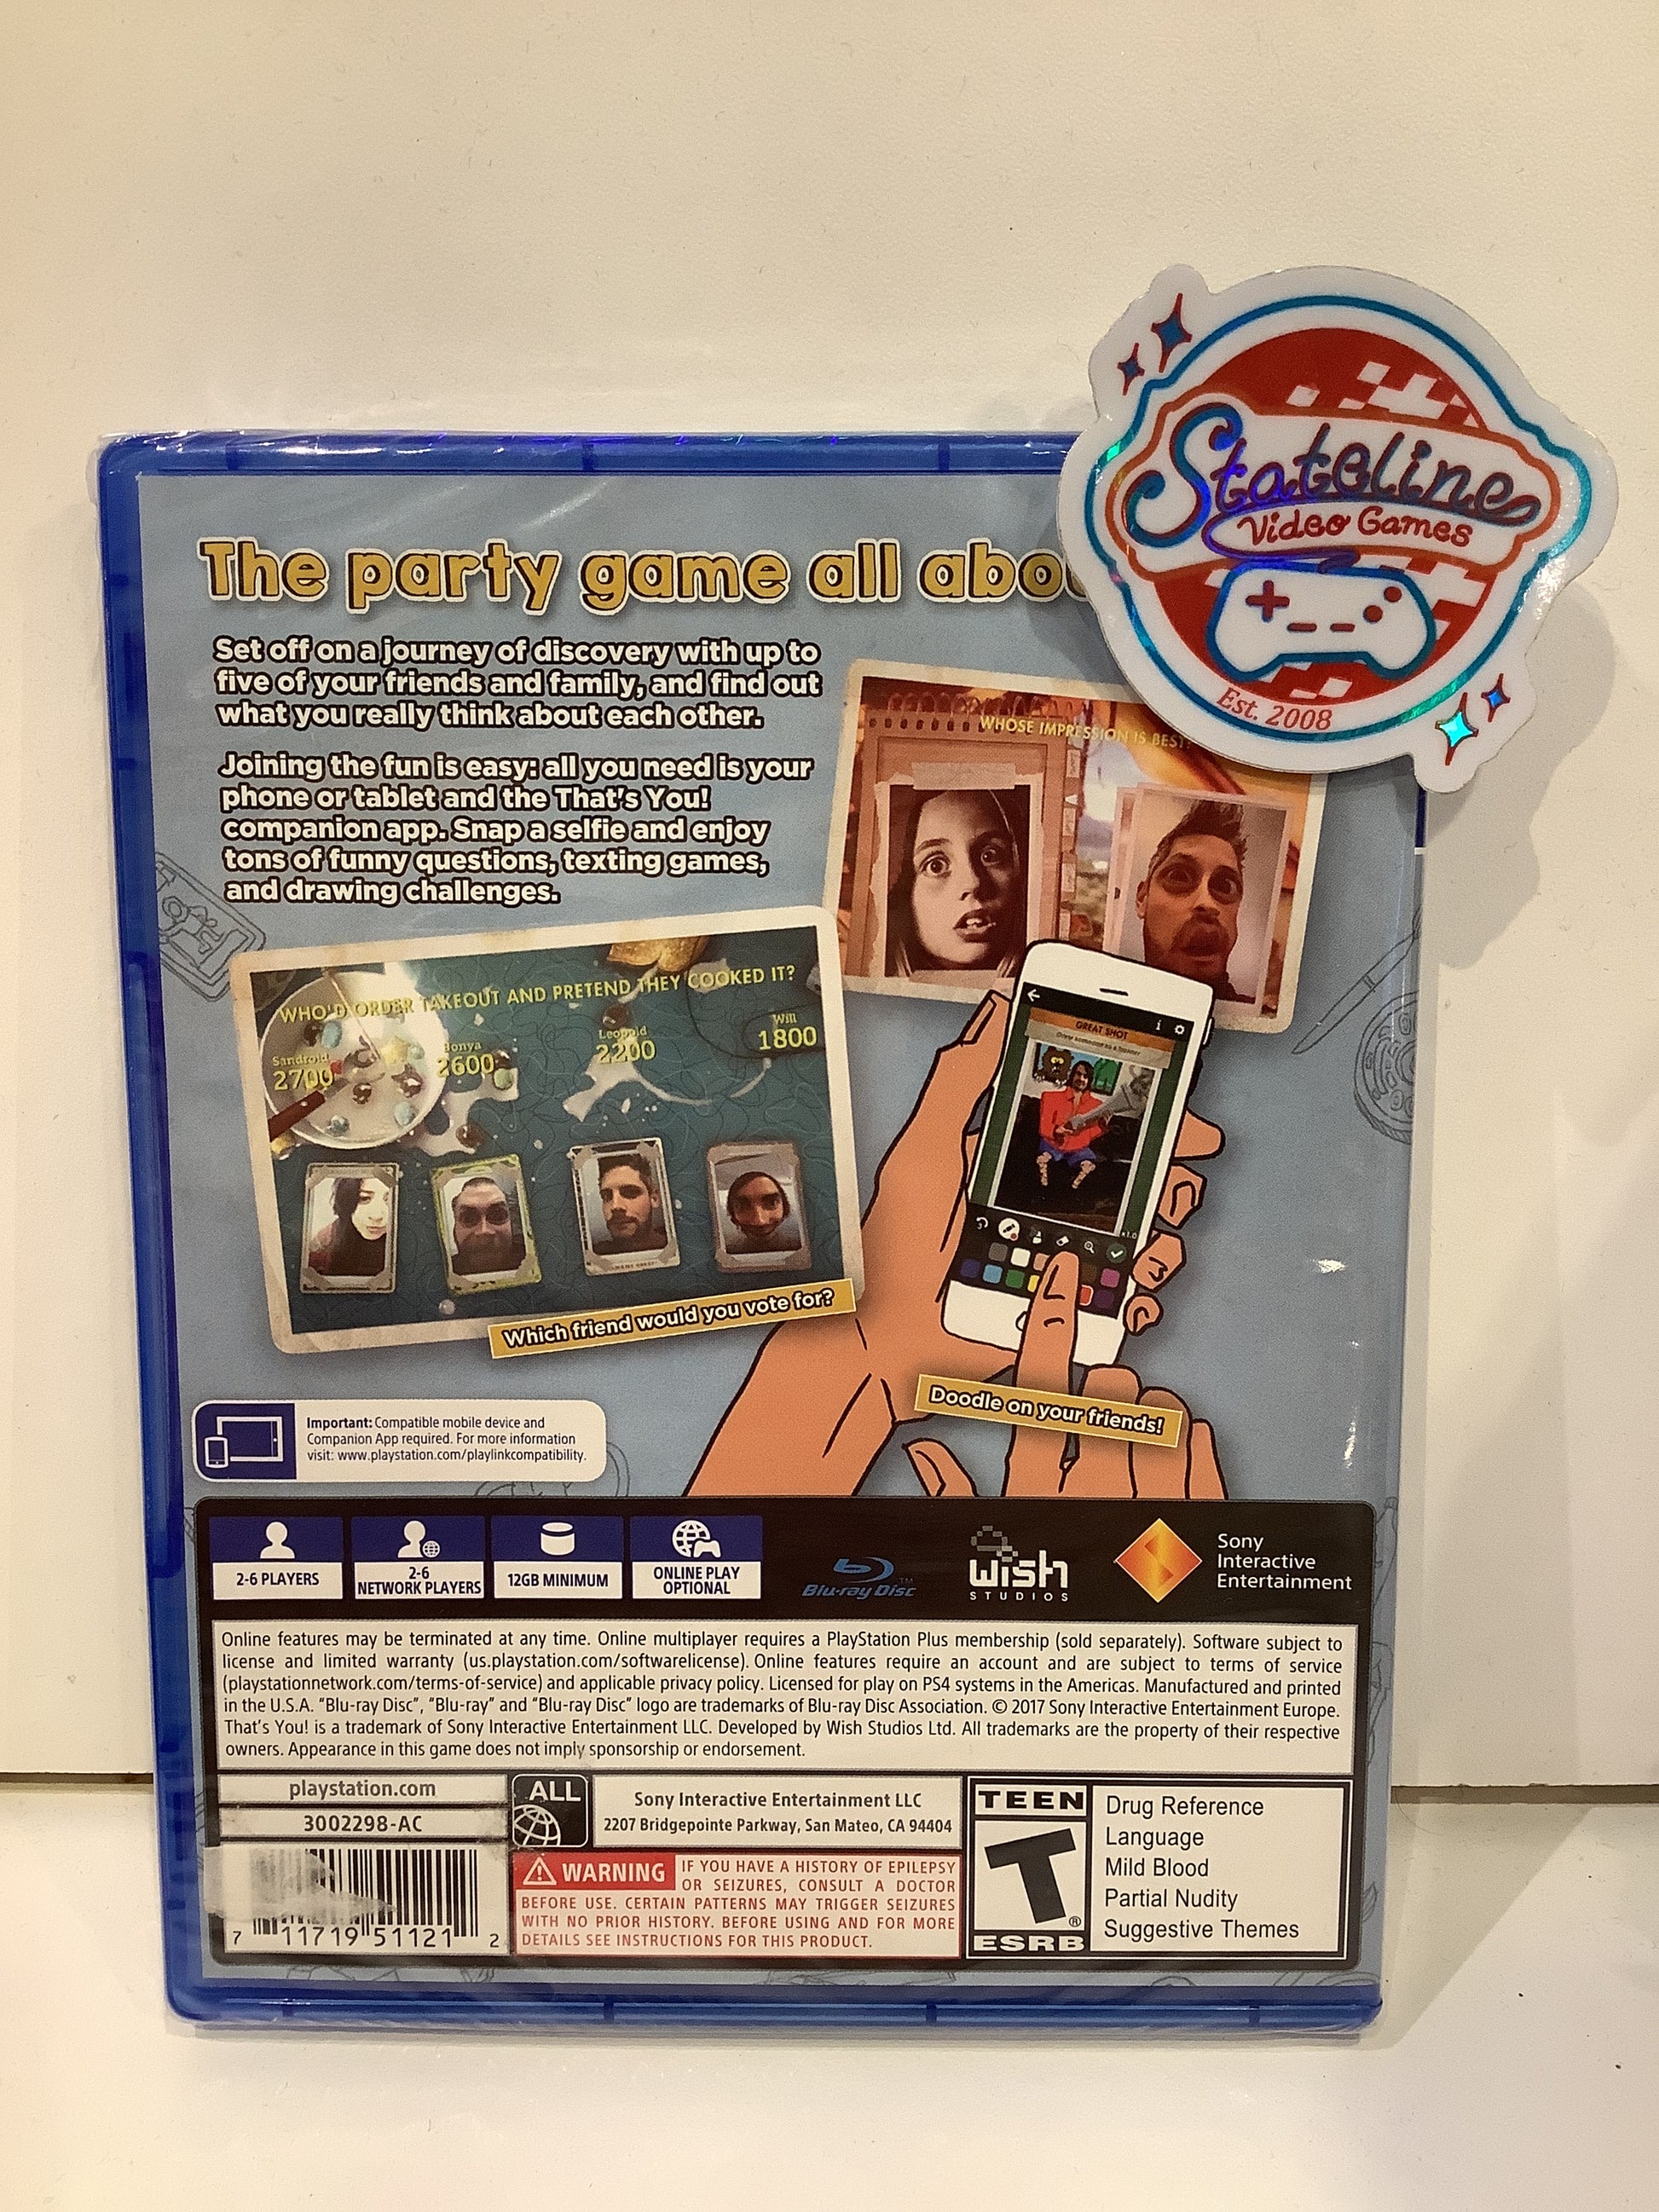 Stateline
Video Games
Est. 2008
The party game all abo
Set off on a journey of discovery with up to
five of your friends and family, and find out
what you really think about each other.
Joining the fun is easy: all you need is your
phone or tablet and the That's You!
companion app. Snap a selfie and enjoy
tons of funny questions, texting games,
and drawing challenges.
WHOSE IMPRESSION IS BEST?
WHO'D ORDER TAKEOUT AND PRETEND THEY COOKED IT?
Sandroid
2700
Sonya
2600
Leopold
2200
Will
1800
GREAT SHOT
x1.0
Which friend would you vote for?
Doodle on your friends!
Important: Compatible mobile device and
Companion App required. For more information
visit: www.playstation.com/playlinkcompatibility.
2-6 PLAYERS
2-6
NETWORK PLAYERS
12GB MINIMUM
ONLINE PLAY
OPTIONAL
Blu-ray Disc™
wish
STUDIOS
Sony
Interactive
Entertainment
Online features may be terminated at any time. Online multiplayer requires a PlayStation Plus membership (sold separately). Software subject to
license and limited warranty (us.playstation.com/softwarelicense). Online features require an account and are subject to terms of service
(playstationnetwork.com/terms-of-service) and applicable privacy policy. Licensed for play on PS4 systems in the Americas. Manufactured and printed
in the U.S.A. "Blu-ray Disc", "Blu-ray" and "Blu-ray Disc" logo are trademarks of Blu-ray Disc Association. © 2017 Sony Interactive Entertainment Europe.
That's You! is a trademark of Sony Interactive Entertainment LLC. Developed by Wish Studios Ltd. All trademarks are the property of their respective
owners. Appearance in this game does not imply sponsorship or endorsement.
playstation.com
3002298-AC
7 11719 51121 2
ALL
Sony Interactive Entertainment LLC
2207 Bridgepointe Parkway, San Mateo, CA 94404
WARNING IF YOU HAVE A HISTORY OF EPILEPSY
OR SEIZURES, CONSULT A DOCTOR
BEFORE USE. CERTAIN PATTERNS MAY TRIGGER SEIZURES
WITH NO PRIOR HISTORY. BEFORE USING AND FOR MORE
DETAILS SEE INSTRUCTIONS FOR THIS PRODUCT.
TEEN
T®
ESRB
Drug Reference
Language
Mild Blood
Partial Nudity
Suggestive Themes